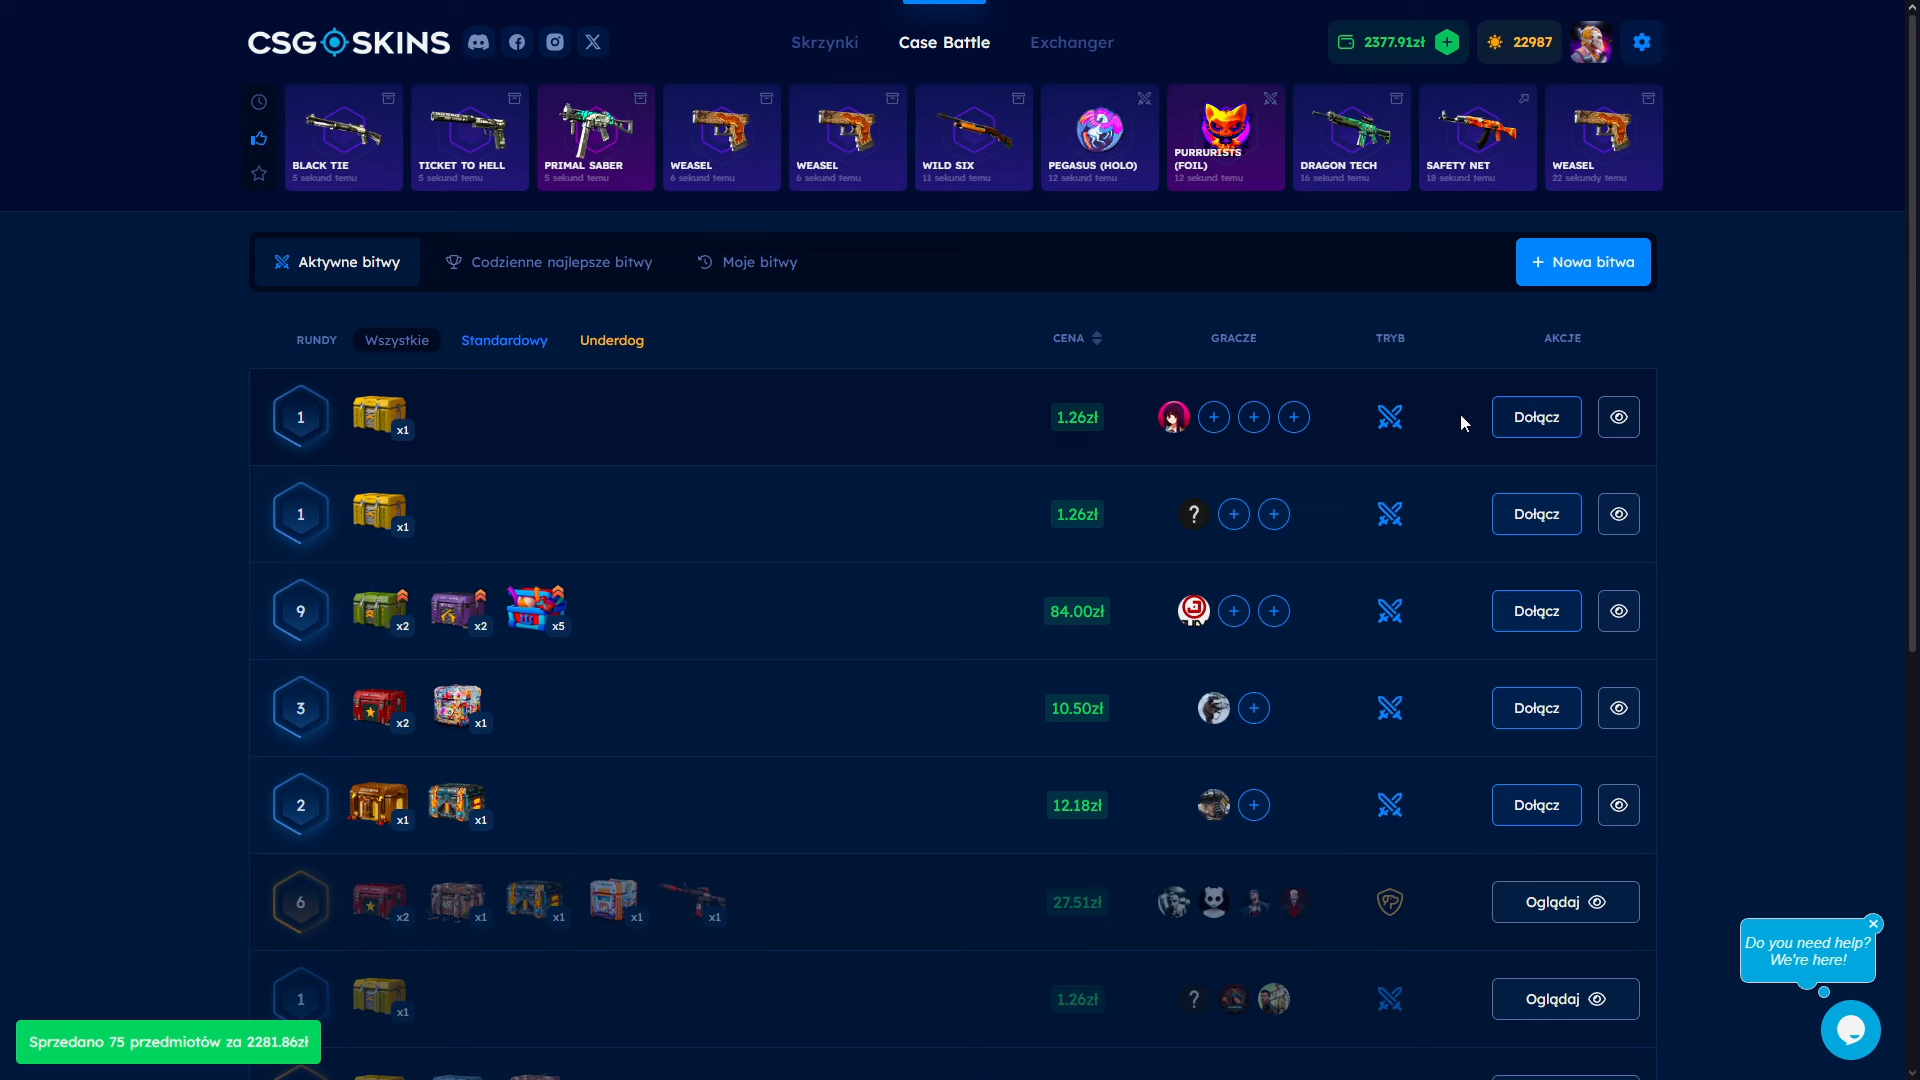 CSG SKINS
Skrzynki
Case Battle
Exchanger
2377.91zł
22987
BLACK TIE
5 sekund temu
TICKET TO HELL
5 sekund temu
PRIMAL SABER
5 sekund temu
WEASEL
6 sekund temu
WEASEL
6 sekund temu
WILD SIX
11 sekund temu
PEGASUS (HOLO)
12 sekund temu
PURRURISTS
(FOIL)
12 sekund temu
DRAGON TECH
16 sekund temu
SAFETY NET
18 sekund temu
WEASEL
22 sekundy temu
Aktywne bitwy
Codzienne najlepsze bitwy
Moje bitwy
+ Nowa bitwa
RUNDY
Wszystkie
Standardowy
Underdog
CENA
GRACZE
TRYB
AKCJE
1
x1
1.26zł
Dołącz
1
x1
1.26zł
?
Dołącz
9
x2
x2
x5
84.00zł
Dołącz
3
x2
x1
10.50zł
Dołącz
2
x1
x1
12.18zł
Dołącz
6
x2
x1
x1
x1
x1
27.51zł
Oglądaj
1
x1
1.26zł
?
Oglądaj
Do you need help?
We're here!
Sprzedano 75 przedmiotów za 2281.86zł